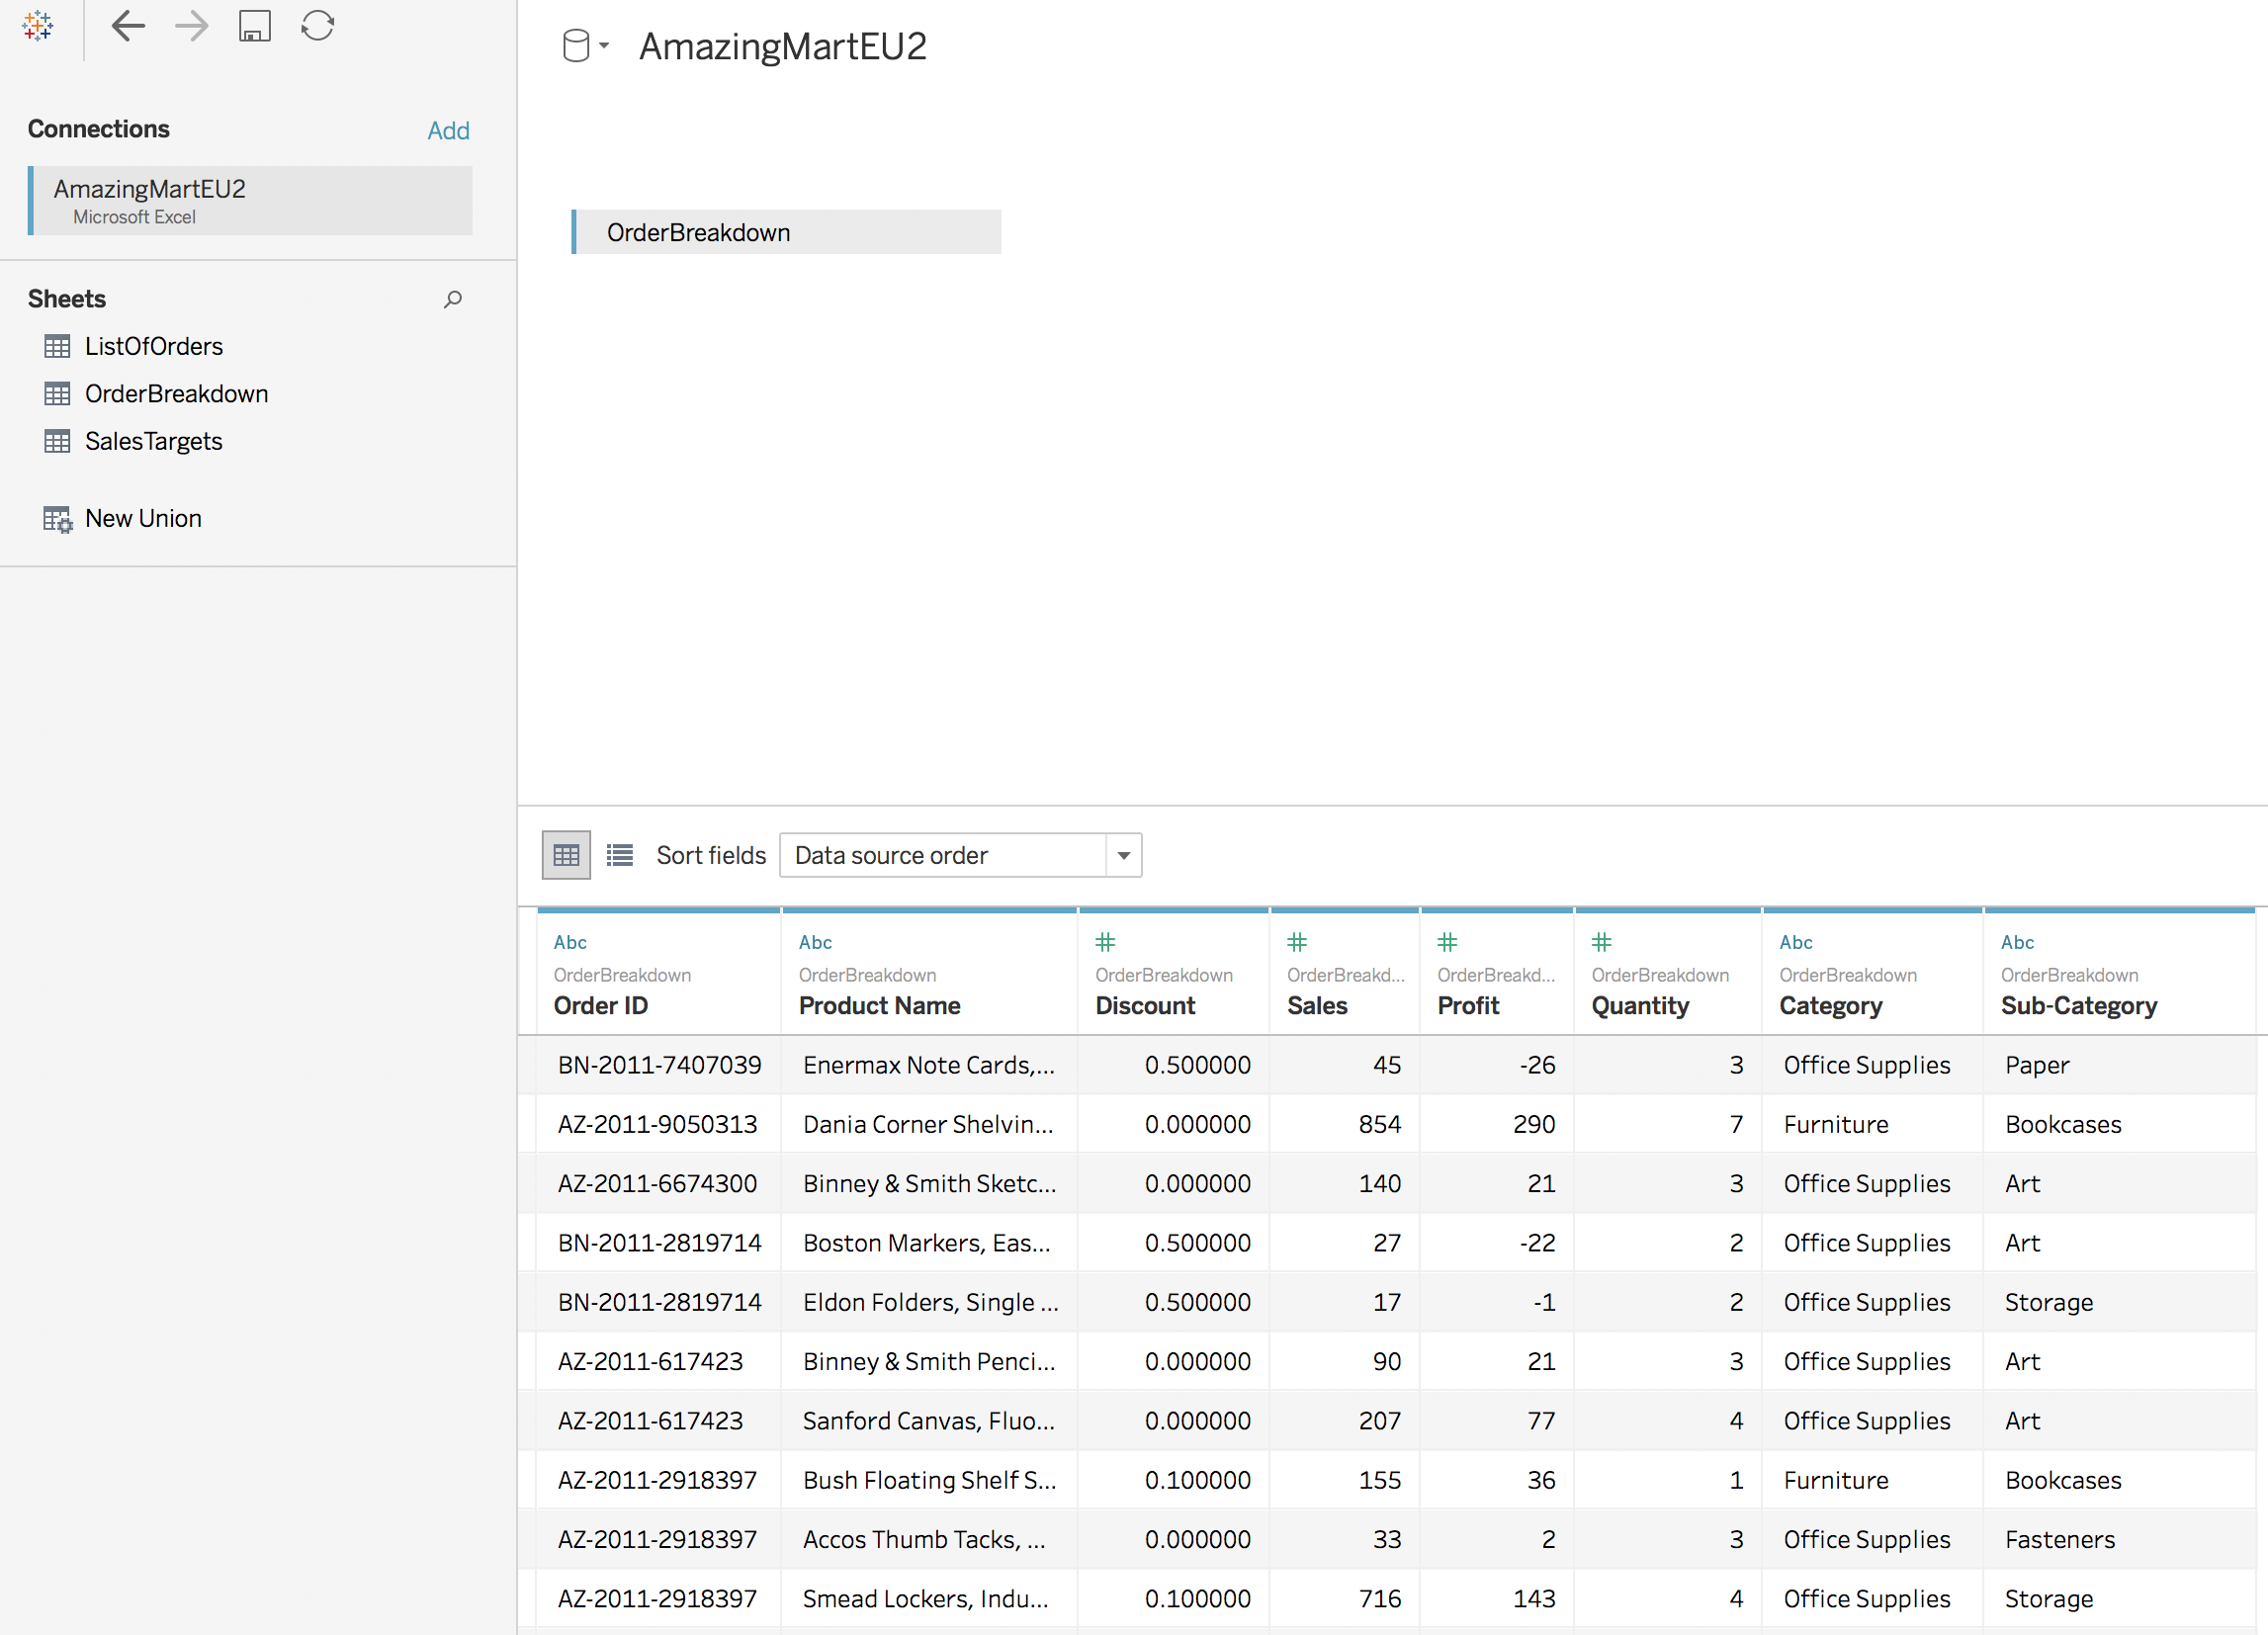 AmazingMartEU2
Connections Add
AmazingMartEU2
Microsoft Excel
OrderBreakdown
Sheets
ListOfOrders
OrderBreakdown
SalesTargets
New Union
Sort fields Data source order
Abc Abc Abc Abc
OrderBreakdown OrderBreakdown OrderBreakdown OrderBreakd... OrderBreakd... OrderBreakdown OrderBreakdown OrderBreakdown
Order ID Product Name Discount Sales Profit Quantity Category Sub-Category
BN-2011-7407039 Enermax Note Cards,... 0.500000 45 -26 3 Office Supplies Paper
AZ-2011-9050313 Dania Corner Shelvin... 0.000000 854 290 7 Furniture Bookcases
AZ-2011-6674300 Binney & Smith Sketc... 0.000000 140 21 3 Office Supplies Art
BN-2011-2819714 Boston Markers, Eas... 0.500000 27 -22 2 Office Supplies Art
BN-2011-2819714 Eldon Folders, Single ... 0.500000 17 -1 2 Office Supplies Storage
AZ-2011-617423 Binney & Smith Penci... 0.000000 90 21 3 Office Supplies Art
AZ-2011-617423 Sanford Canvas, Fluo... 0.000000 207 77 4 Office Supplies Art
AZ-2011-2918397 Bush Floating Shelf S... 0.100000 155 36 1 Furniture Bookcases
AZ-2011-2918397 Accos Thumb Tacks, ... 0.000000 33 2 3 Office Supplies Fasteners
AZ-2011-2918397 Smead Lockers, Indu... 0.100000 716 143 4 Office Supplies Storage